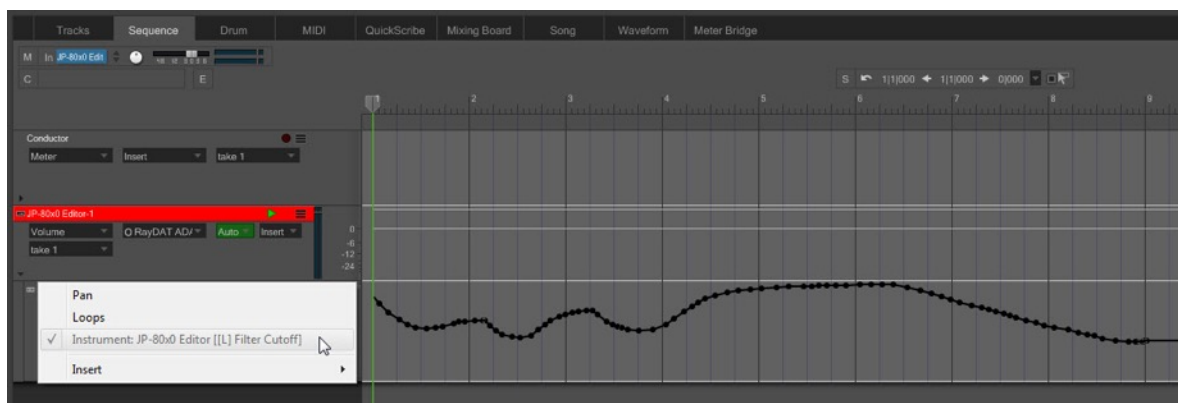 Tracks Sequence Drum MIDI QuickScribe Mixing Board Song Waveform Meter Bridge
M In JP-80x0 Edit
C E
S 1|1|000 1|1|000 0|000
1 2 3 4 5 6 7 8 9
Conductor
Meter Insert take 1
JP-80x0 Editor-1
Volume RayDAT AD/ Auto Insert
take 1
0
-6
-12
-24
Pan
Loops
Instrument: JP-80x0 Editor [[L] Filter Cutoff]
Insert